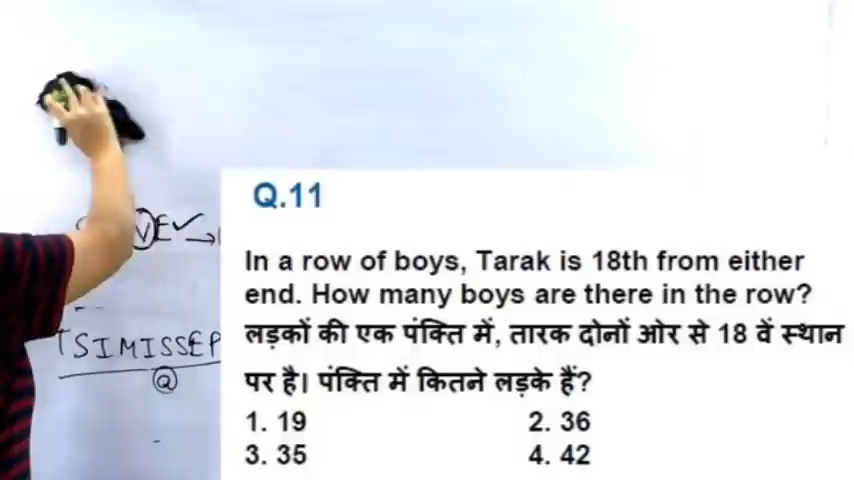 Q.11
In a row of boys, Tarak is 18th from either
end. How many boys are there in the row?
लड़कों की एक पंक्ति में, तारक दोनों ओर से 18 वें स्थान
पर है। पंक्ति में कितने लड़के हैं?
1. 19 2. 36
3. 35 4. 42
VE ✓ →
TSIMISSEP
Q